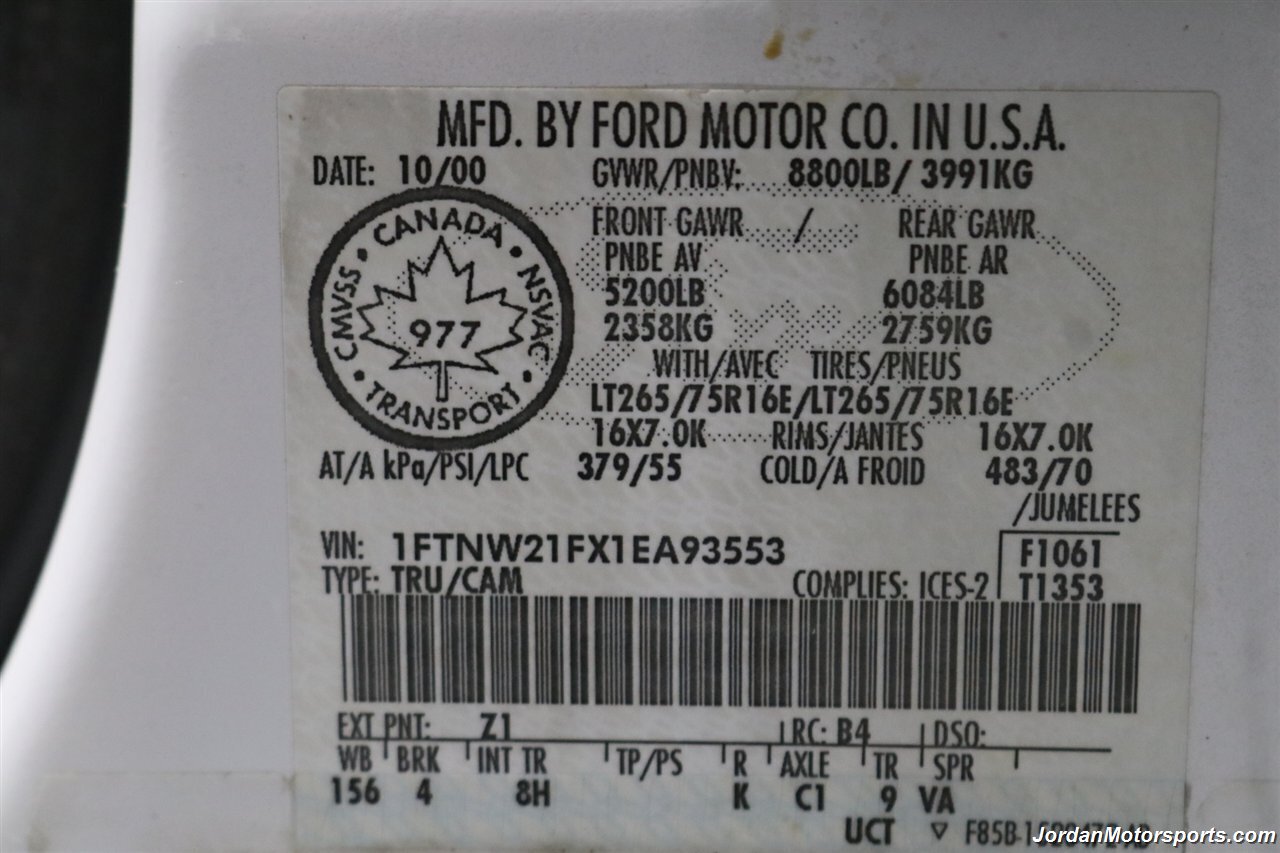 MFD. BY FORD MOTOR CO. IN U.S.A.
DATE: 10/00 GVWR/PNBV: 8800LB/ 3991KG
CANADA
CMVSS NSVAC
977
TRANSPORT
FRONT GAWR / REAR GAWR
PNBE AV PNBE AR
5200LB 6084LB
2358KG 2759KG
WITH/AVEC TIRES/PNEUS
LT265/75R16E/LT265/75R16E
16X7.0K RIMS/JANTES 16X7.0K
AT/A kPa/PSI/LPC 379/55 COLD/A FROID 483/70
/JUMELEES
VIN: 1FTNW21FX1EA93553 F1061
TYPE: TRU/CAM COMPLIES: ICES-2 T1353
EXT PNT: Z1 RC: B4 DSO:
WB BRK INT TR TP/PS R AXLE TR SPR
156 4 8H K C1 9 VA
UCT
JordanMotorsports.com